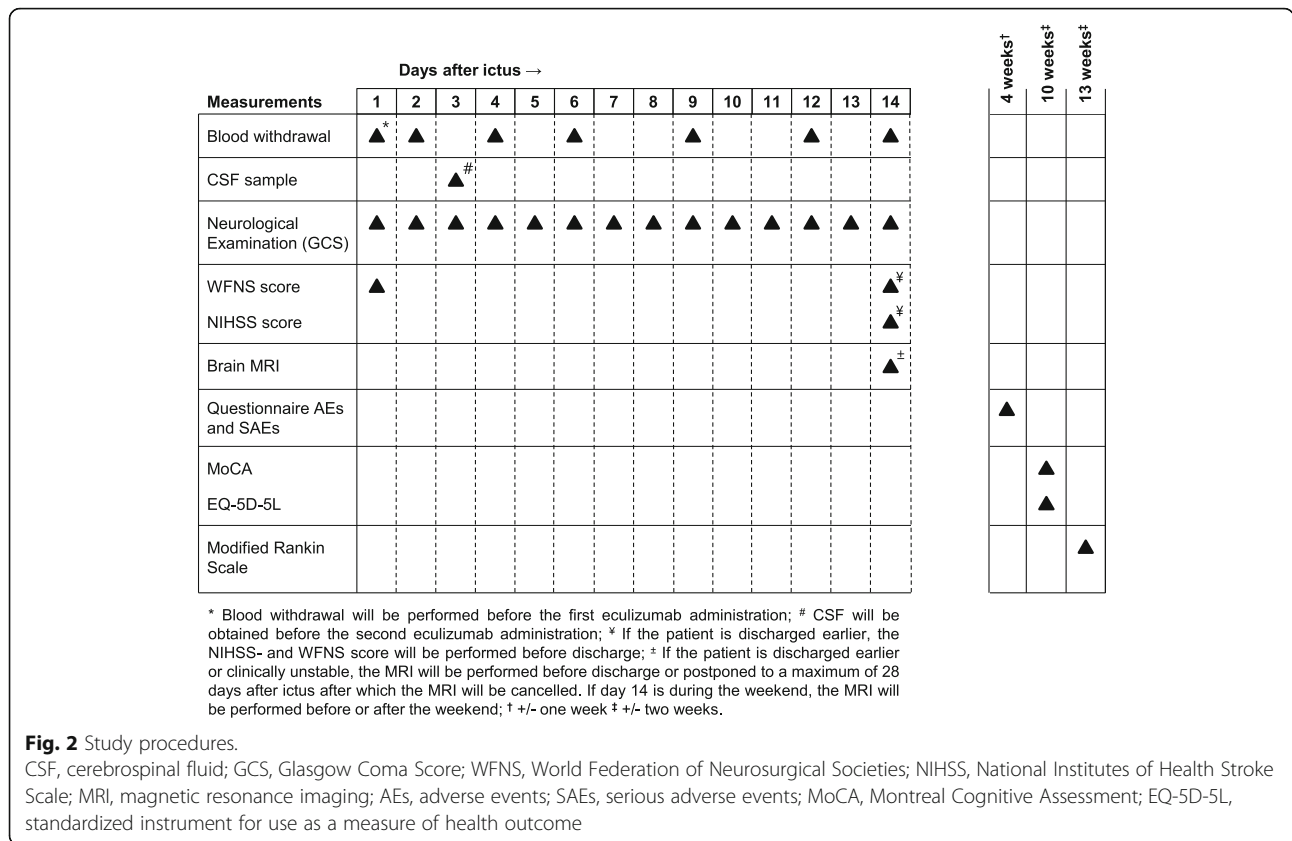 Days after ictus →
4 weeks†
10 weeks‡
13 weeks‡
Measurements 1 2 3 4 5 6 7 8 9 10 11 12 13 14
Blood withdrawal ▲* ▲ ▲ ▲ ▲ ▲ ▲
CSF sample ▲#
Neurological ▲ ▲ ▲ ▲ ▲ ▲ ▲ ▲ ▲ ▲ ▲ ▲ ▲ ▲
Examination (GCS)
WFNS score ▲ ▲¥
NIHSS score ▲¥
Brain MRI ▲±
Questionnaire AEs ▲
and SAEs
MoCA ▲
EQ-5D-5L ▲
Modified Rankin ▲
Scale
* Blood withdrawal will be performed before the first eculizumab administration; # CSF will be
obtained before the second eculizumab administration; ¥ If the patient is discharged earlier, the
NIHSS- and WFNS score will be performed before discharge; ± If the patient is discharged earlier
or clinically unstable, the MRI will be performed before discharge or postponed to a maximum of 28
days after ictus after which the MRI will be cancelled. If day 14 is during the weekend, the MRI will
be performed before or after the weekend; † +/- one week ‡ +/- two weeks.
Fig. 2 Study procedures.
CSF, cerebrospinal fluid; GCS, Glasgow Coma Score; WFNS, World Federation of Neurosurgical Societies; NIHSS, National Institutes of Health Stroke
Scale; MRI, magnetic resonance imaging; AEs, adverse events; SAEs, serious adverse events; MoCA, Montreal Cognitive Assessment; EQ-5D-5L,
standardized instrument for use as a measure of health outcome